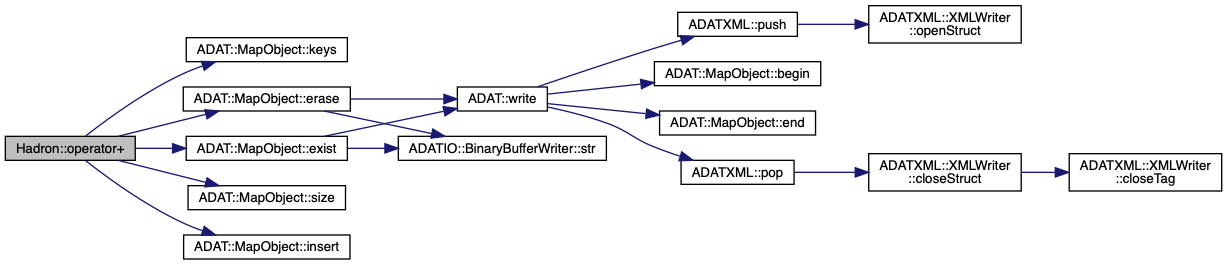 Hadron::operator+
ADAT::MapObject::keys
ADAT::MapObject::erase
ADAT::MapObject::exist
ADAT::MapObject::size
ADAT::MapObject::insert
ADAT::write
ADATIO::BinaryBufferWriter::str
ADATXML::push
ADAT::MapObject::begin
ADAT::MapObject::end
ADATXML::pop
ADATXML::XMLWriter
::openStruct
ADATXML::XMLWriter
::closeStruct
ADATXML::XMLWriter
::closeTag